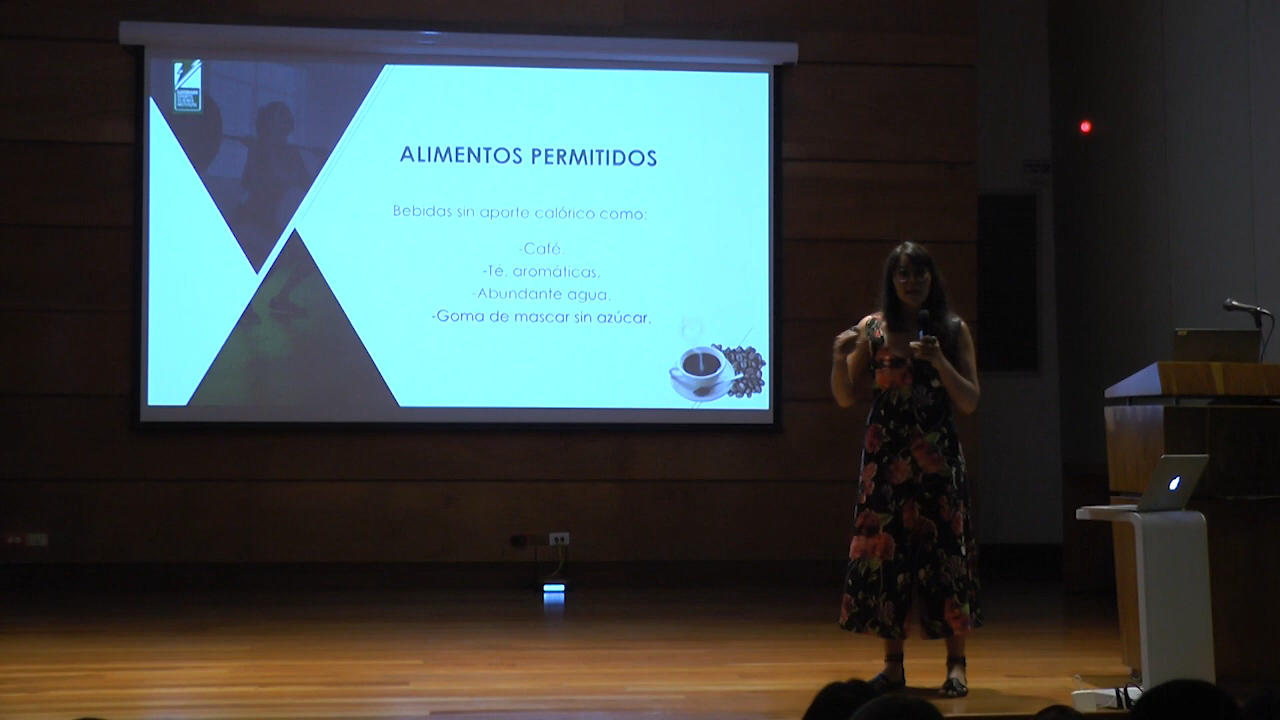 ALIMENTOS PERMITIDOS
Bebidas sin aporte calórico como:
-Café.
-Té, aromáticas,
-Abundante agua,
-Goma de mascar sin azúcar.